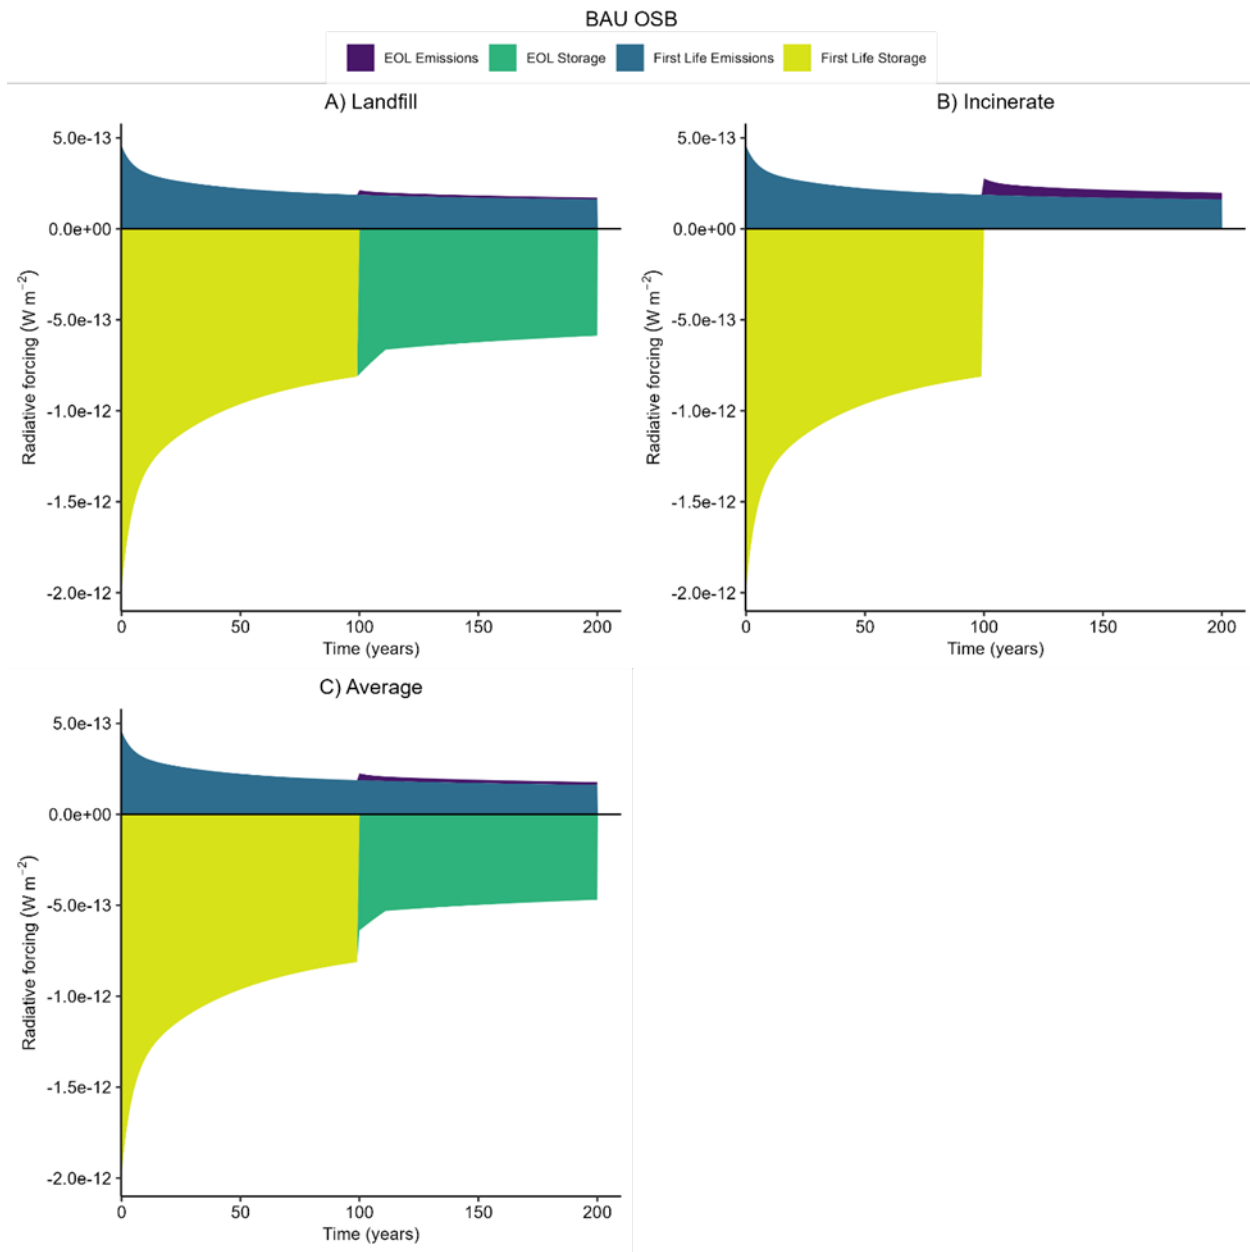 BAU OSB
EOL Emissions EOL Storage First Life Emissions First Life Storage
A) Landfill
5.0e-13
0.0e+00
-5.0e-13
-1.0e-12
-1.5e-12
-2.0e-12
Radiative forcing (W m⁻²)
0 50 100 150 200
Time (years)
B) Incinerate
5.0e-13
0.0e+00
-5.0e-13
-1.0e-12
-1.5e-12
-2.0e-12
Radiative forcing (W m⁻²)
0 50 100 150 200
Time (years)
C) Average
5.0e-13
0.0e+00
-5.0e-13
-1.0e-12
-1.5e-12
-2.0e-12
Radiative forcing (W m⁻²)
0 50 100 150 200
Time (years)